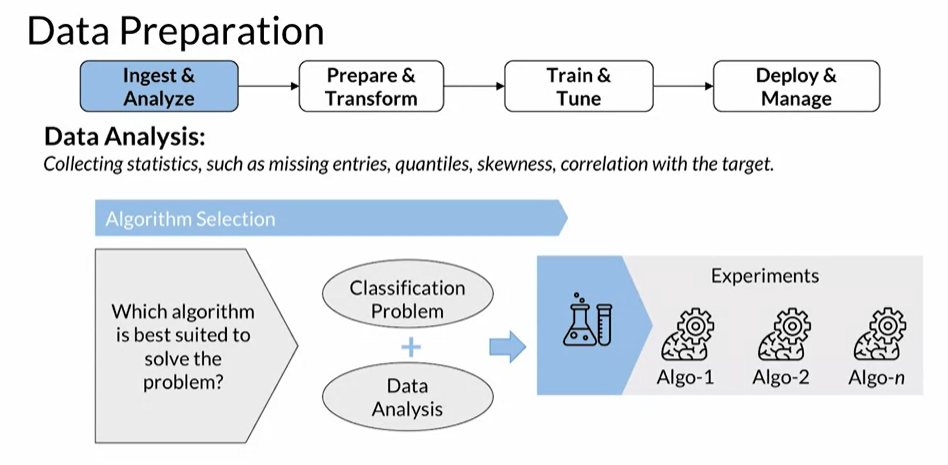 Data Preparation
Ingest &
Analyze
Prepare &
Transform
Train &
Tune
Deploy &
Manage
Data Analysis:
Collecting statistics, such as missing entries, quantiles, skewness, correlation with the target.
Algorithm Selection
Which algorithm
is best suited to
solve the
problem?
Classification
Problem
+
Data
Analysis
Experiments
Algo-1
Algo-2
Algo-n